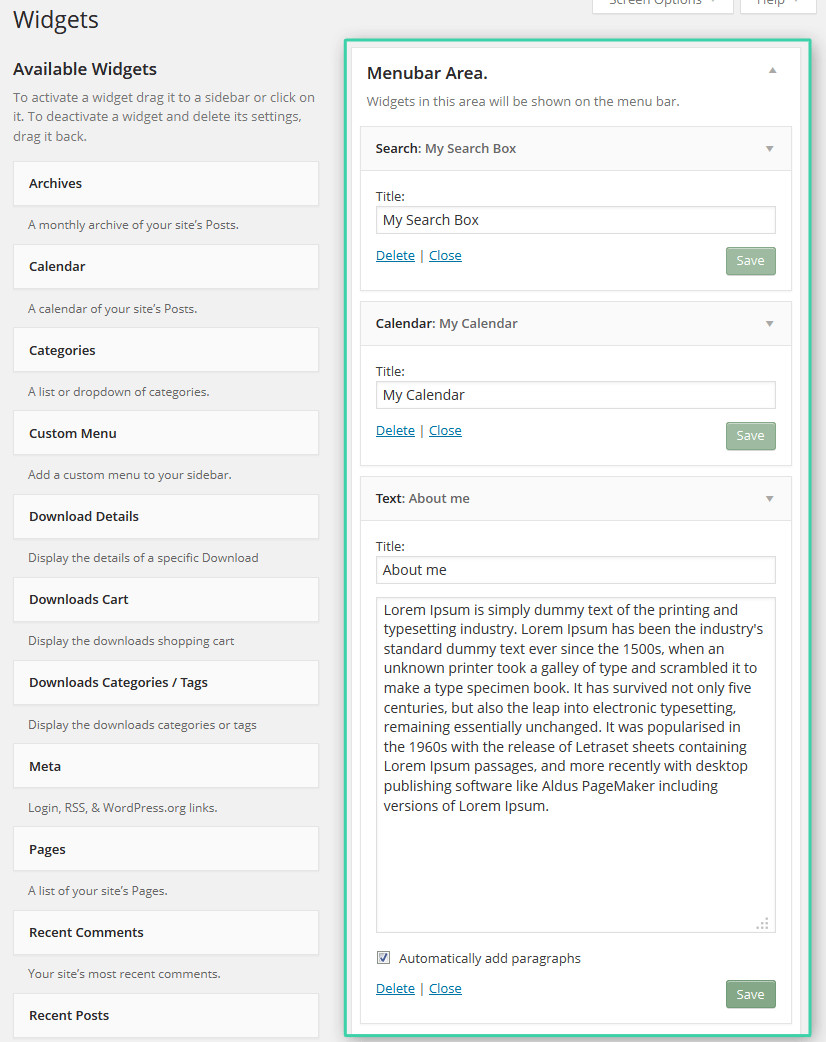 Widgets
Screen Options
Help
Available Widgets
To activate a widget drag it to a sidebar or click on
it. To deactivate a widget and delete its settings,
drag it back.
Archives
A monthly archive of your site's Posts.
Calendar
A calendar of your site's Posts.
Categories
A list or dropdown of categories.
Custom Menu
Add a custom menu to your sidebar.
Download Details
Display the details of a specific Download
Downloads Cart
Display the downloads shopping cart
Downloads Categories / Tags
Display the downloads categories or tags
Meta
Login, RSS, & WordPress.org links.
Pages
A list of your site's Pages.
Recent Comments
Your site's most recent comments.
Recent Posts
Menubar Area.
Widgets in this area will be shown on the menu bar.
Search: My Search Box
Title:
My Search Box
Delete | Close
Save
Calendar: My Calendar
Title:
My Calendar
Delete | Close
Save
Text: About me
Title:
About me
Lorem Ipsum is simply dummy text of the printing and
typesetting industry. Lorem Ipsum has been the industry's
standard dummy text ever since the 1500s, when an
unknown printer took a galley of type and scrambled it to
make a type specimen book. It has survived not only five
centuries, but also the leap into electronic typesetting,
remaining essentially unchanged. It was popularised in
the 1960s with the release of Letraset sheets containing
Lorem Ipsum passages, and more recently with desktop
publishing software like Aldus PageMaker including
versions of Lorem Ipsum.
Automatically add paragraphs
Delete | Close
Save